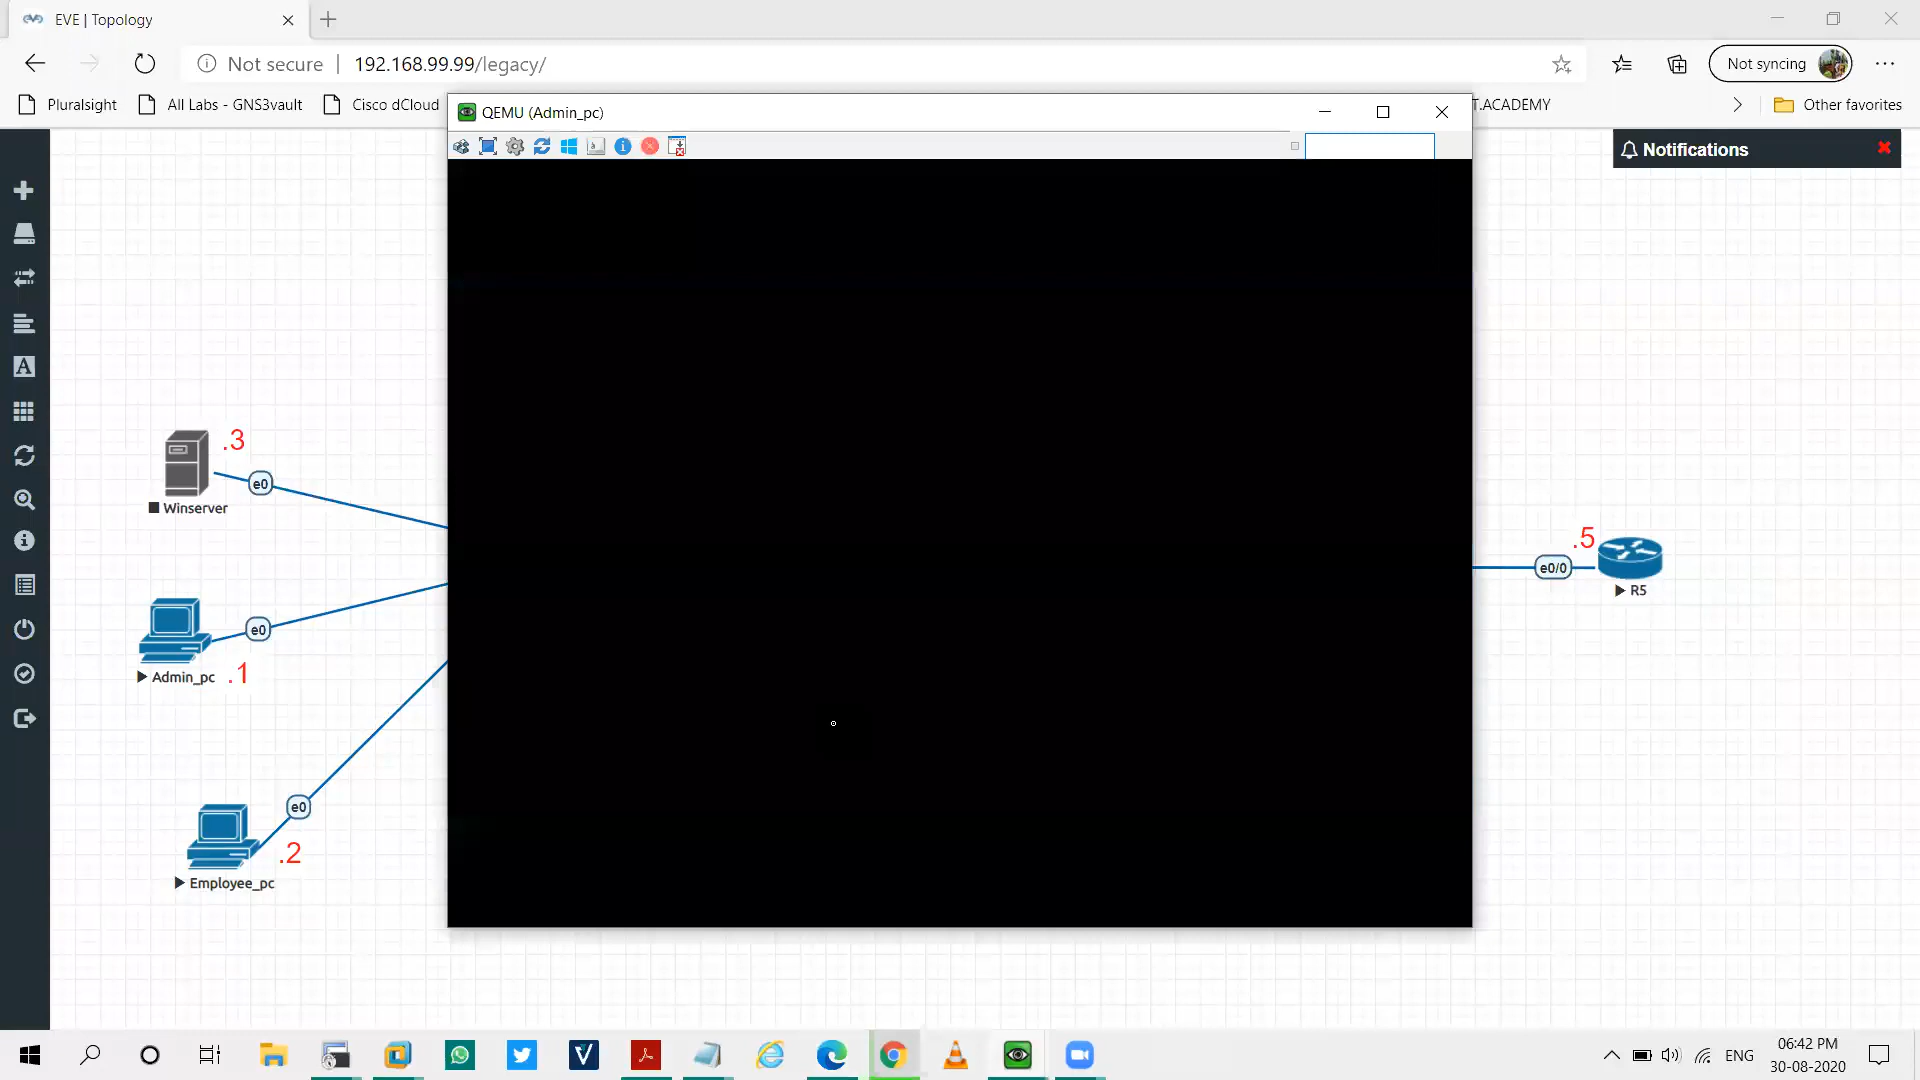 EVE | Topology
Not secure | 192.168.99.99/legacy/
Not syncing
Pluralsight
All Labs - GNS3vault
Cisco dCloud
T.ACADEMY
Other favorites
QEMU (Admin_pc)
Notifications
.3
e0
Winserver
.5
e0/0
R5
e0
Admin_pc
.1
e0
.2
Employee_pc
ENG
06:42 PM
30-08-2020